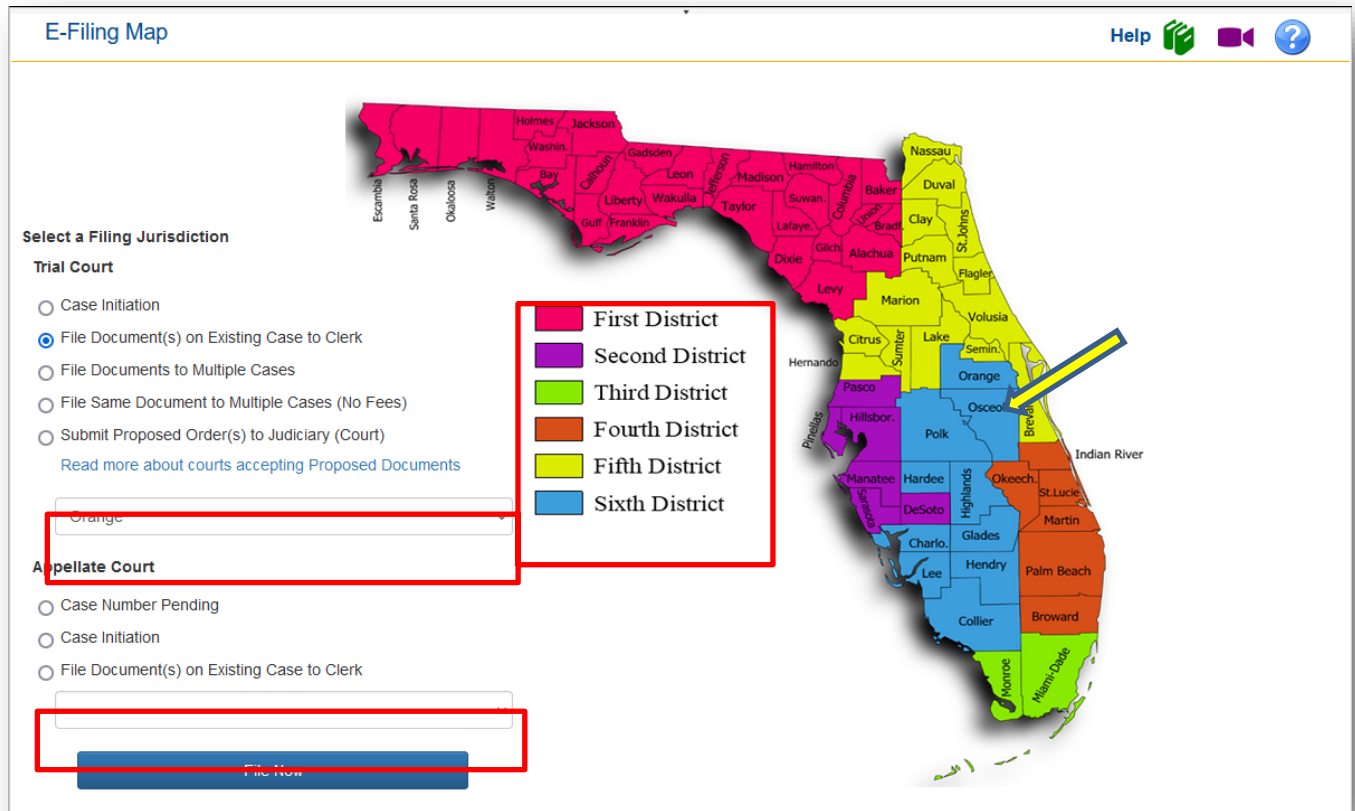 E-Filing Map
Help
?
Holmes
Jackson
Washin.
Bay
Calhoun
Gadsden
Leon
Jefferson
Madison
Hamilton
Columbia
Baker
Nassau
Duval
Escambia
Santa Rosa
Okaloosa
Walton
Gulf
Franklin
Liberty
Wakulla
Taylor
Suwan.
Lafaye.
Union
Bradf.
Clay
St.Johns
Dixie
Gilch.
Alachua
Putnam
Flagler
Levy
Marion
Volusia
Select a Filing Jurisdiction
Trial Court
Case Initiation
File Document(s) on Existing Case to Clerk
File Documents to Multiple Cases
File Same Document to Multiple Cases (No Fees)
Submit Proposed Order(s) to Judiciary (Court)
Read more about courts accepting Proposed Documents
Orange
Appellate Court
Case Number Pending
Case Initiation
File Document(s) on Existing Case to Clerk
File Now
First District
Second District
Third District
Fourth District
Fifth District
Sixth District
Citrus
Sumter
Lake
Semin.
Hernando
Orange
Pasco
Osceol
Brevar
Pinellas
Hillsbor.
Polk
Indian River
Manatee
Hardee
Highlands
Okeech.
St.Lucie
Sarasota
DeSoto
Martin
Charlo.
Glades
Lee
Hendry
Palm Beach
Collier
Broward
Monroe
Miami-Dade